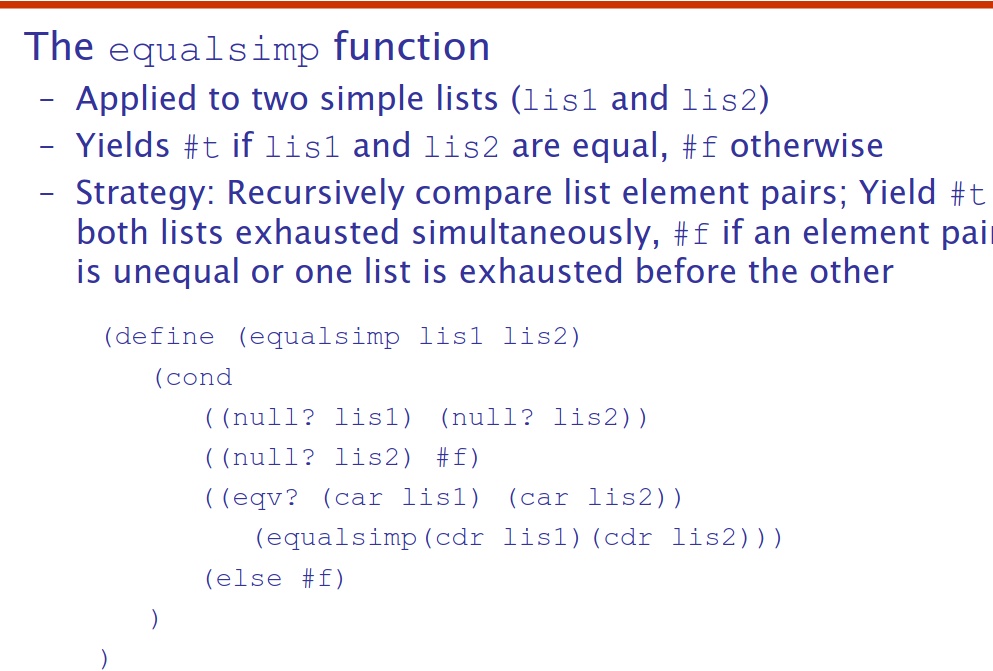 The equalsimp function
– Applied to two simple lists (lis1 and lis2)
– Yields #t if lis1 and lis2 are equal, #f otherwise
– Strategy: Recursively compare list element pairs; Yield #t
both lists exhausted simultaneously, #f if an element pair
is unequal or one list is exhausted before the other
(define (equalsimp lis1 lis2)
(cond
((null? lis1) (null? lis2))
((null? lis2) #f)
((eqv? (car lis1) (car lis2))
(equalsimp(cdr lis1)(cdr lis2)))
(else #f)
)
)